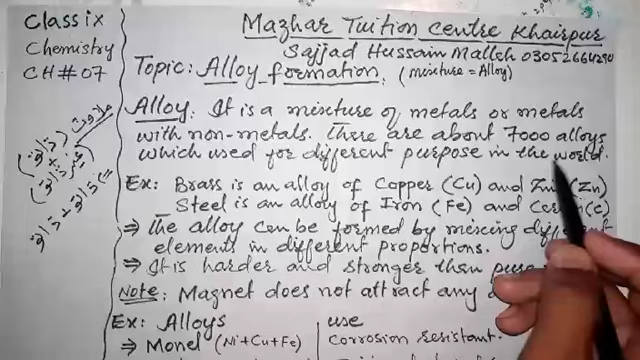 Class ix
Chemistry
CH # 07
Mazhar Tuition Centre Khairpur
Sajjad Hussain Malleh 03052664290
Topic: Alloy formation. (mixture = Alloy)
Alloy: It is a mixture of metals or metals
with non-metals. There are about 7000 alloys
which used for different purpose in the world.
Ex: Brass is an alloy of Copper (Cu) and (Zn)
Steel is an alloy of Iron (Fe) and (C)
⇒ The alloy can be formed by mixing different
elements in different proportions.
⇒ It is harder and stronger than
Note: Magnet does not attract any
Ex: Alloys
use
⇒ Monel (Ni+Cu+Fe)
Corrosion resistant.